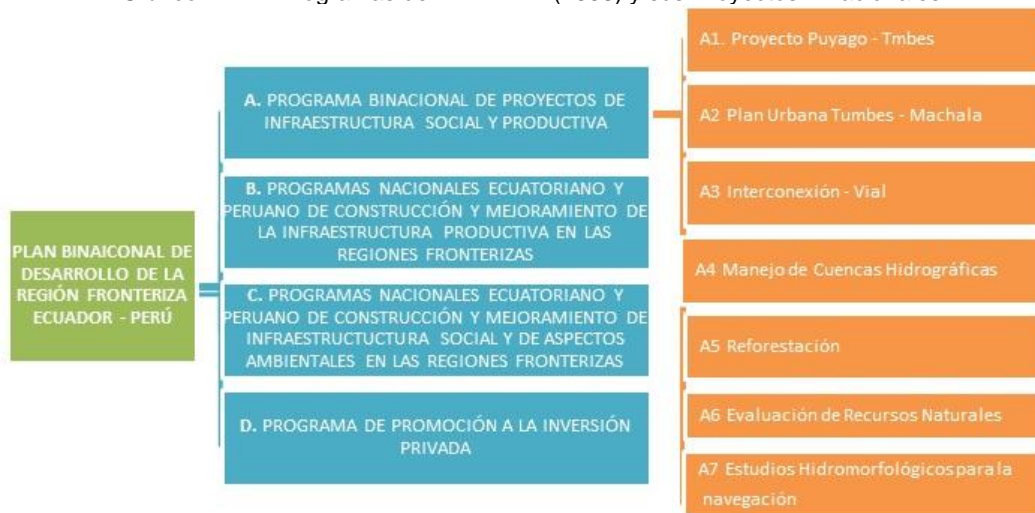 PLAN BINAICONAL DE
DESARROLLO DE LA
REGIÓN FRONTERIZA
ECUADOR - PERÚ
A. PROGRAMA BINACIONAL DE PROYECTOS DE
INFRAESTRUCTURA SOCIAL Y PRODUCTIVA
B. PROGRAMAS NACIONALES ECUATORIANO Y
PERUANO DE CONSTRUCCIÓN Y MEJORAMIENTO DE
LA INFRAESTRUCTURA PRODUCTIVA EN LAS
REGIONES FRONTERIZAS
C. PROGRAMAS NACIONALES ECUATORIANO Y
PERUANO DE CONSTRUCCIÓN Y MEJORAMIENTO DE
INFRAESTRUCTUCTURA SOCIAL Y DE ASPECTOS
AMBIENTALES EN LAS REGIONES FRONTERIZAS
D. PROGRAMA DE PROMOCIÓN A LA INVERSIÓN
PRIVADA
A1. Proyecto Puyago - Tmbes
A2 Plan Urbana Tumbes - Machala
A3 Interconexión - Vial
A4 Manejo de Cuencas Hidrográficas
A5 Reforestación
A6 Evaluación de Recursos Naturales
A7 Estudios Hidromorfológicos para la
navegación